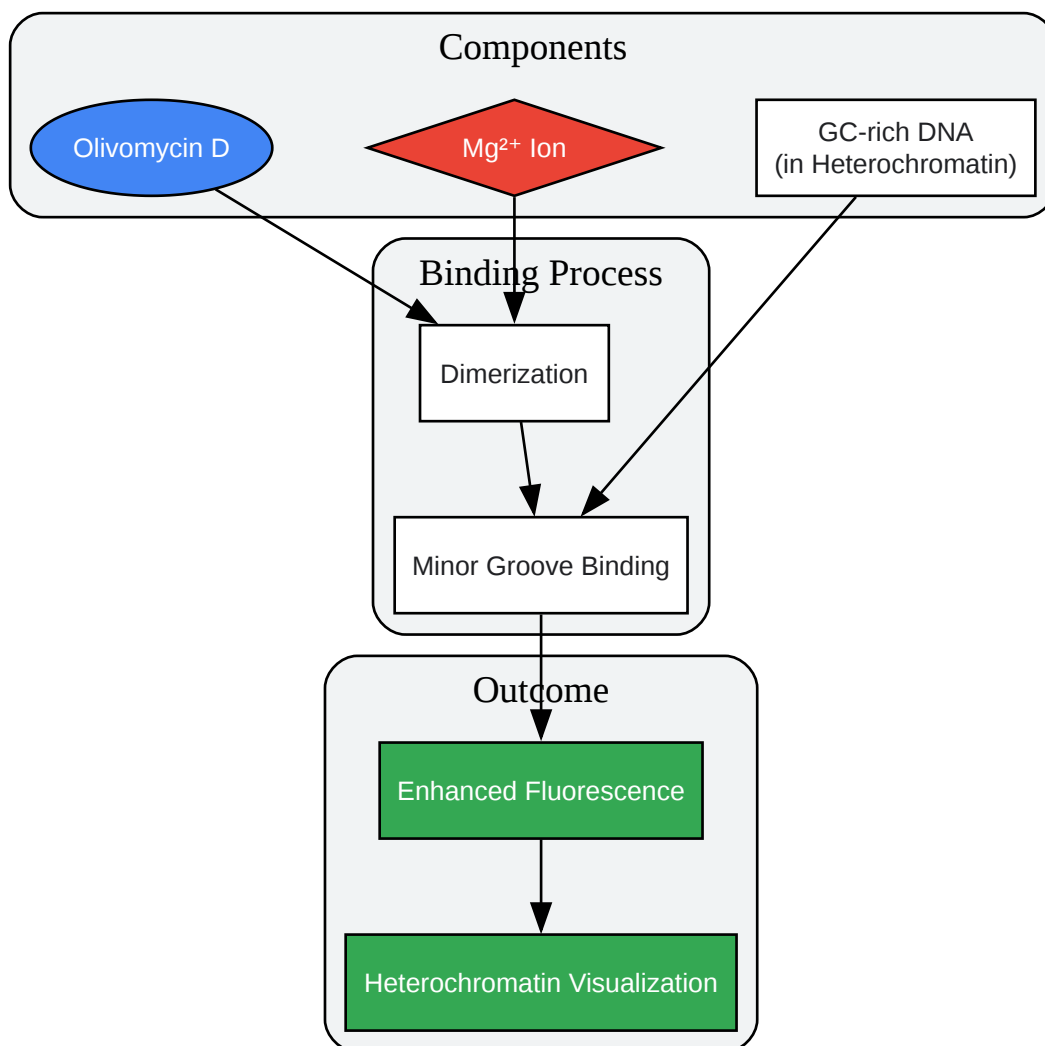 Components
Olivomycin D
Mg²⁺ Ion
GC-rich DNA
(in Heterochromatin)
Binding Process
Dimerization
Minor Groove Binding
Outcome
Enhanced Fluorescence
Heterochromatin Visualization